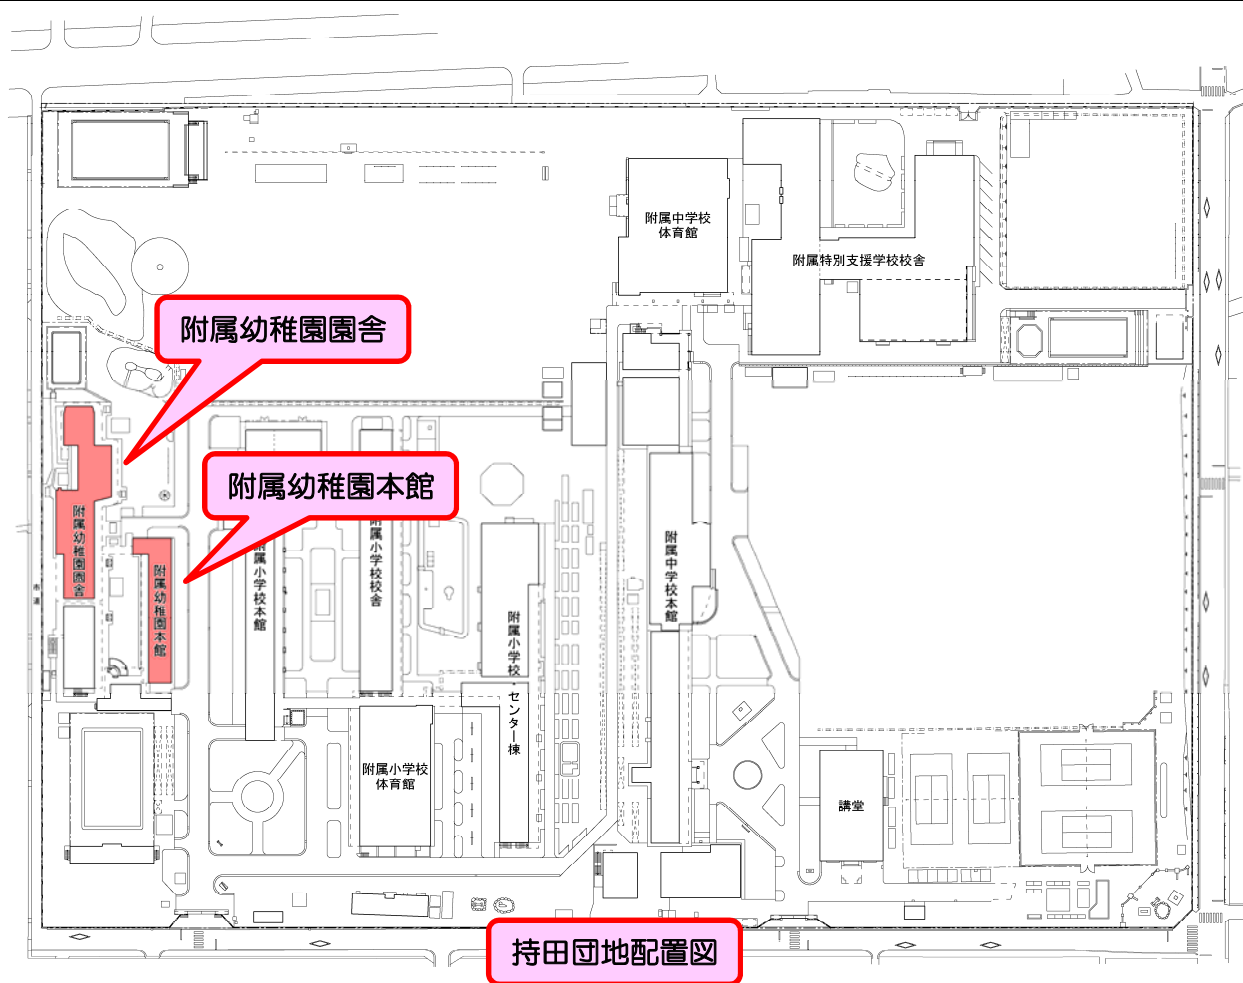 附属中学校
体育館
附属特別支援学校校舎
附属幼稚園園舎
附属幼稚園本館
附属幼稚園園舎
附属幼稚園本館
附属小学校本館
附属小学校校舎
附属小学校・センター棟
附属中学校本館
附属小学校
体育館
講堂
市道
持田団地配置図